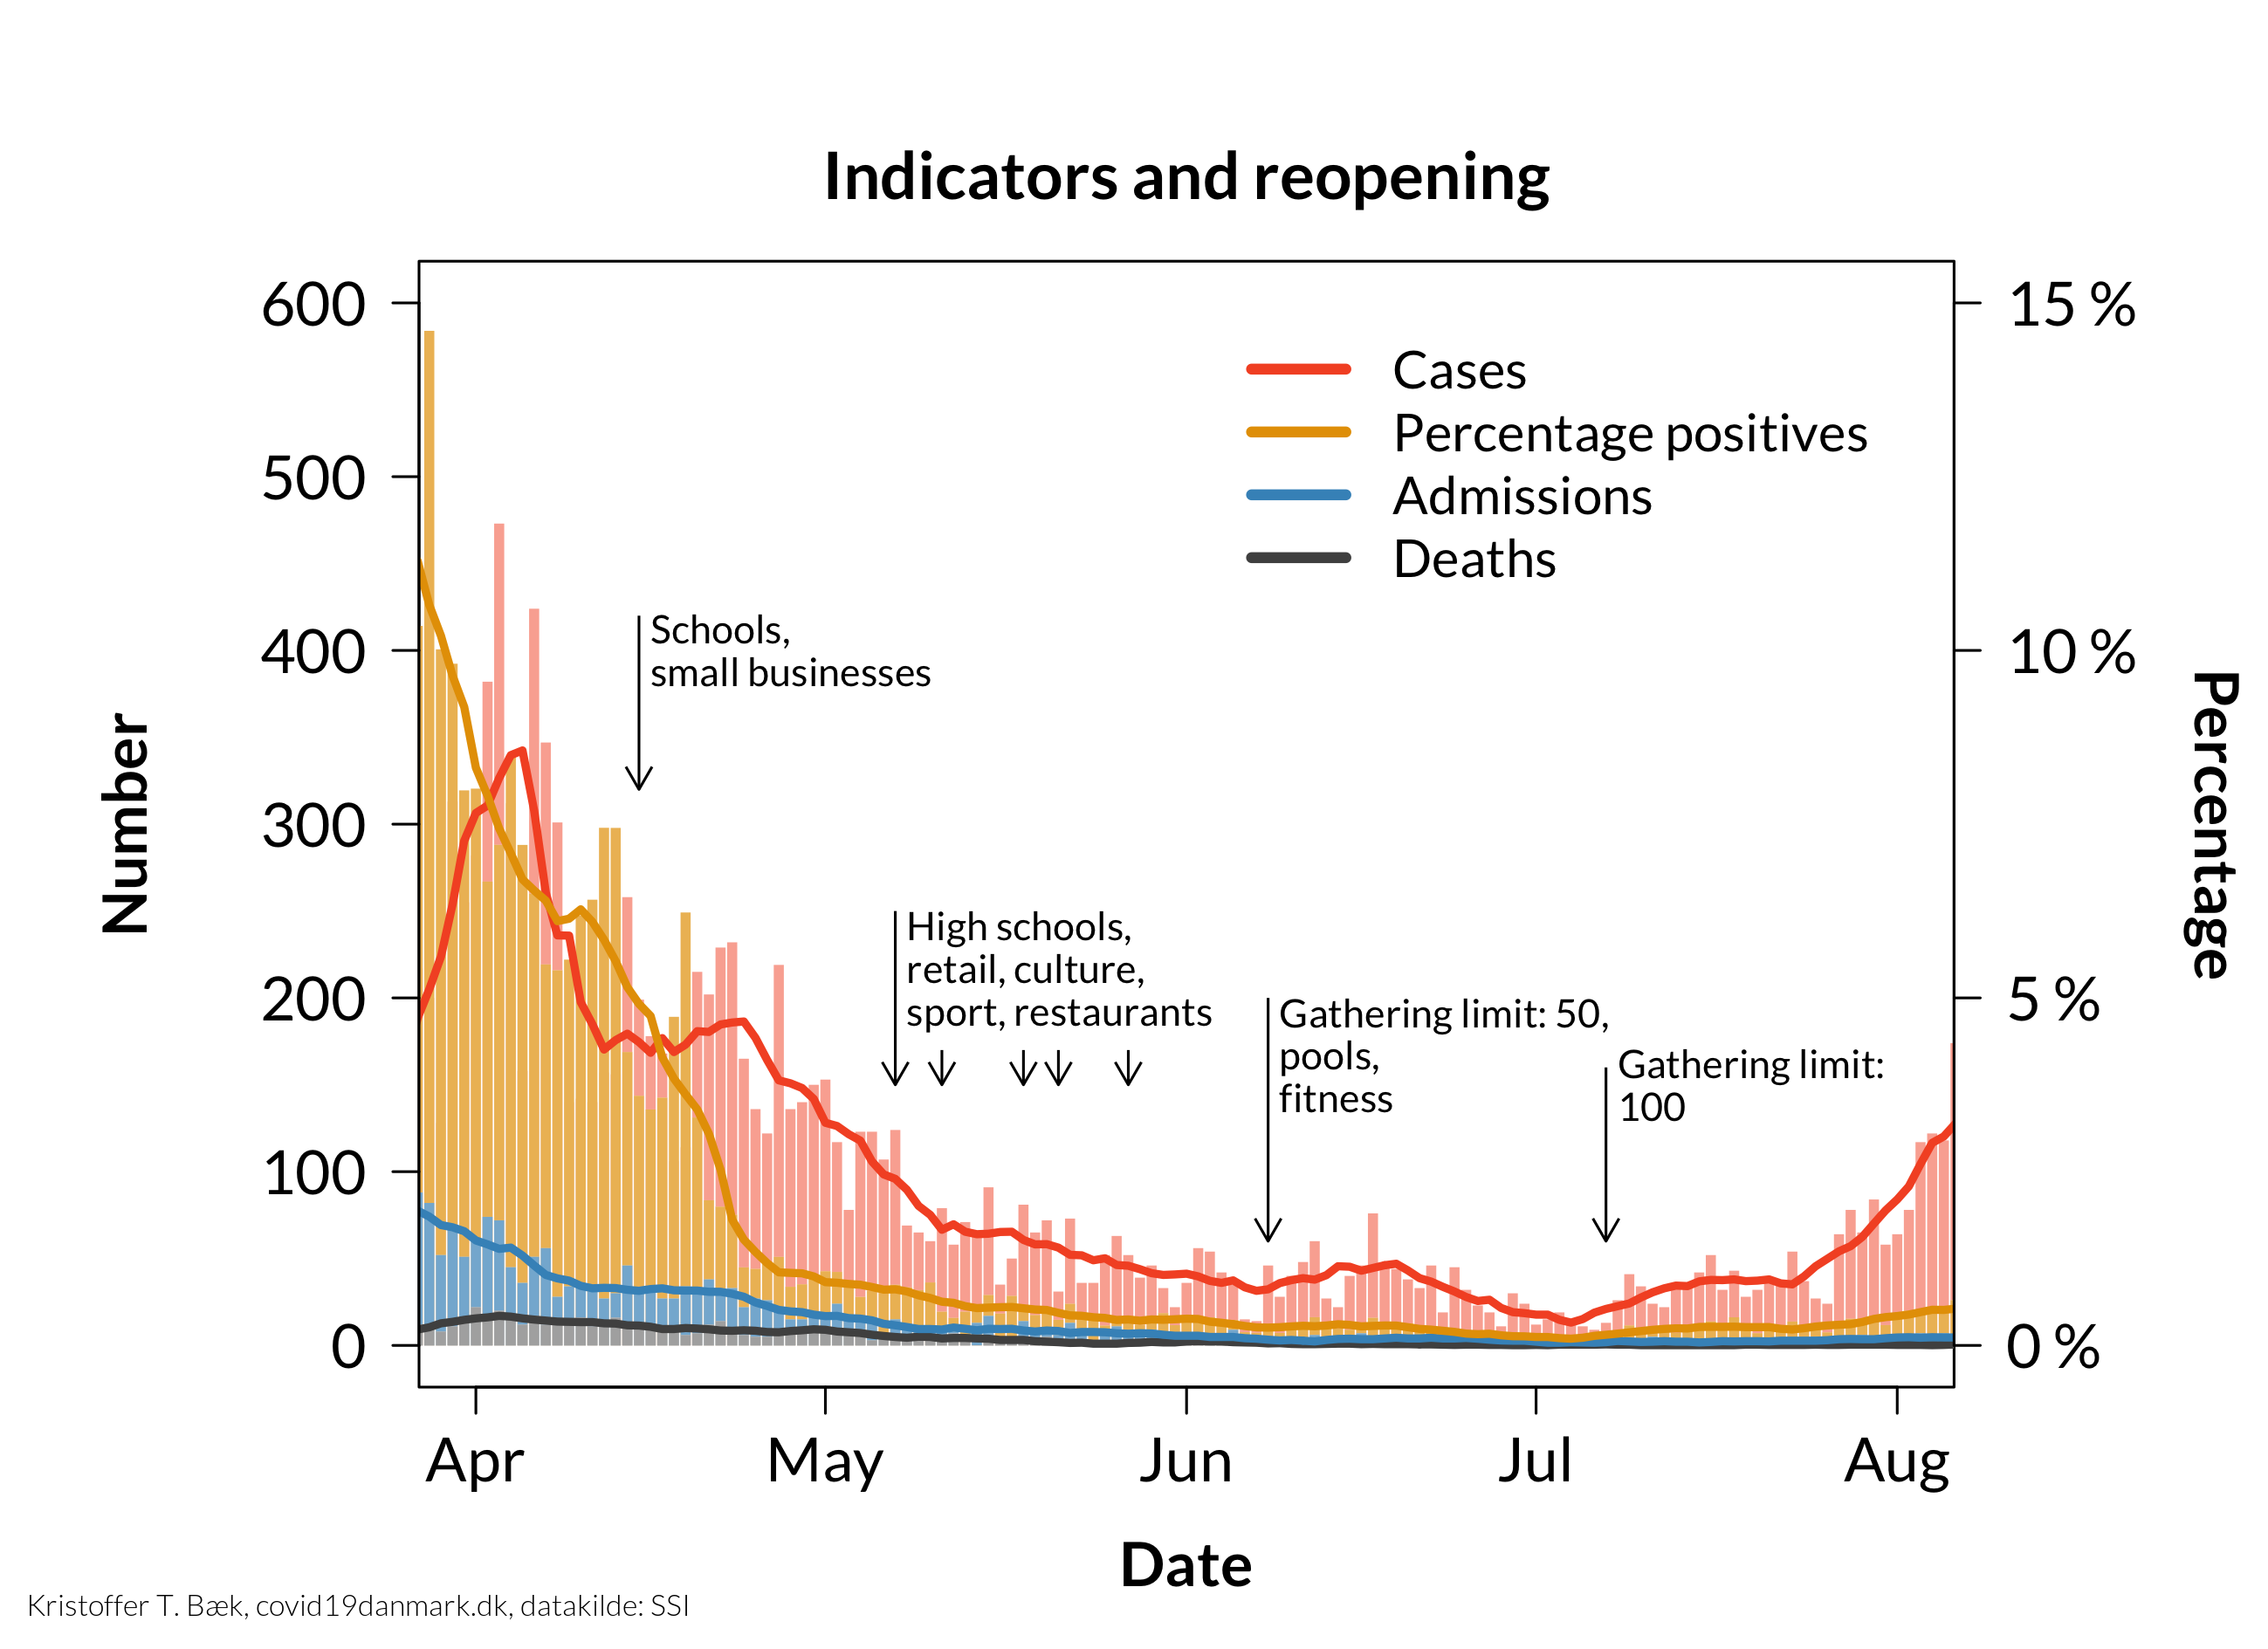 Indicators and reopening
600
500
400
300
200
100
0
Number
15 %
10 %
5 %
0 %
Percentage
Cases
Percentage positives
Admissions
Deaths
Schools,
small businesses
High schools,
retail, culture,
sport, restaurants
Gathering limit: 50,
pools,
fitness
Gathering limit:
100
Apr
May
Jun
Jul
Aug
Date
Kristoffer T. Bæk, covid19danmark.dk, datakilde: SSI